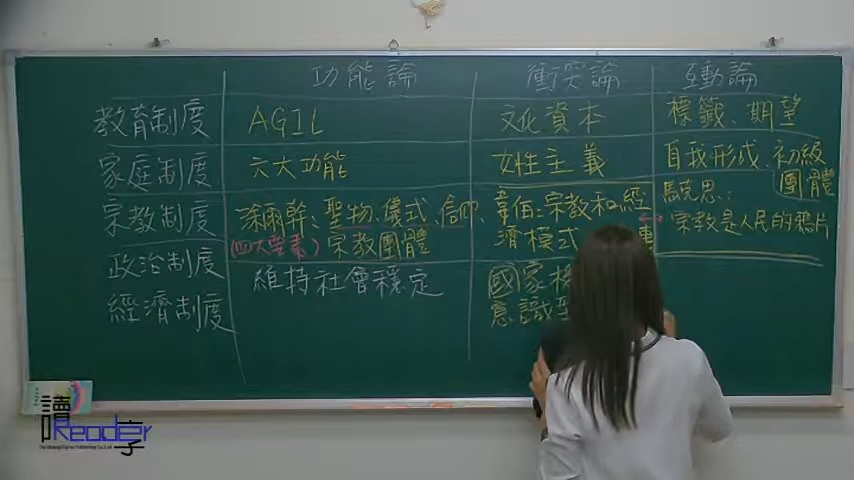 功能論 衝突論 互動論
教育制度 AGIL 文化資本 標籤、期望
家庭制度 六大功能 女性主義 自我形成、初級團體
宗教制度 涂爾幹:聖物、儀式、信仰、 韋伯:宗教和經 馬克思:
(四大要素) 宗教團體 濟模式 宗教是人民的鴉片
政治制度 維持社會穩定 國家
經濟制度 意識
讀
Reader
字